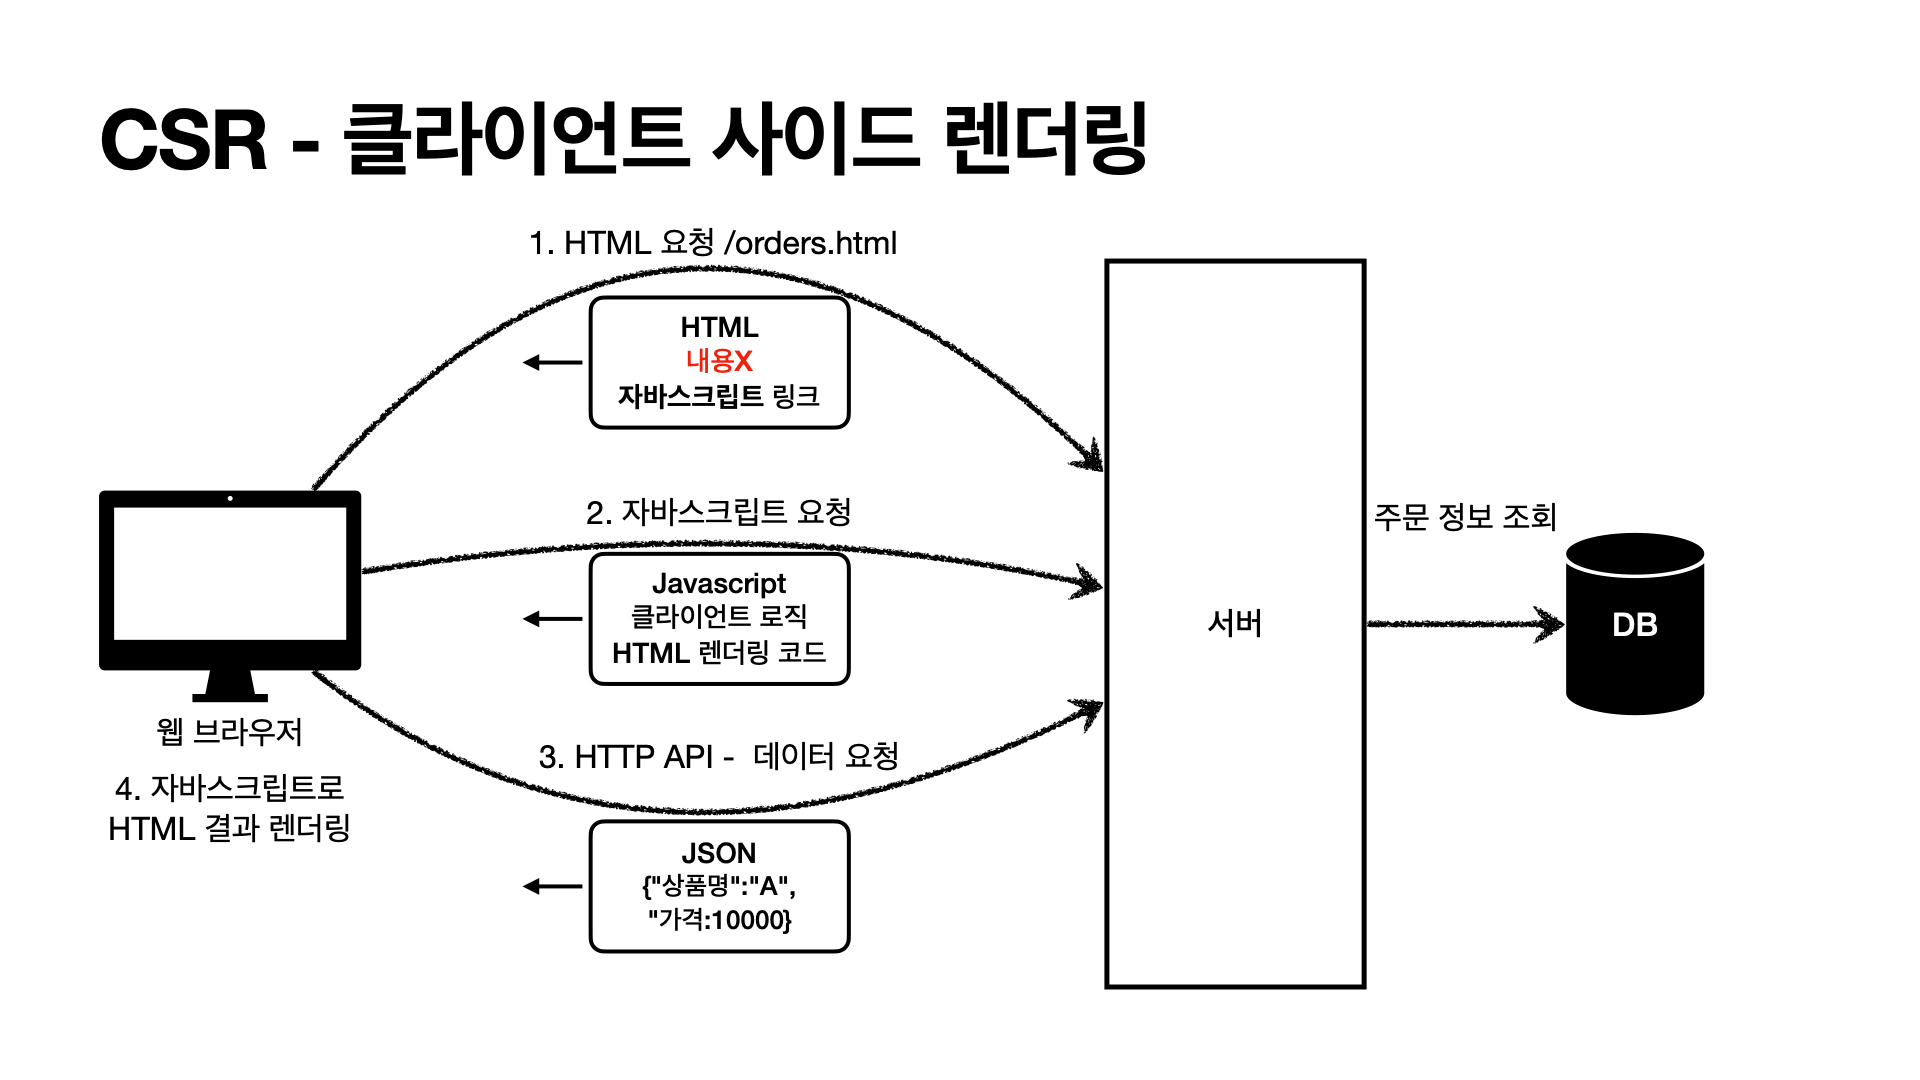 CSR - 클라이언트 사이드 렌더링
1. HTML 요청 /orders.html
HTML
내용X
자바스크립트 링크
2. 자바스크립트 요청
Javascript
클라이언트 로직
HTML 렌더링 코드
3. HTTP API -  데이터 요청
JSON
{"상품명":"A",
"가격:10000}
웹 브라우저
4. 자바스크립트로
HTML 결과 렌더링
서버
주문 정보 조회
DB